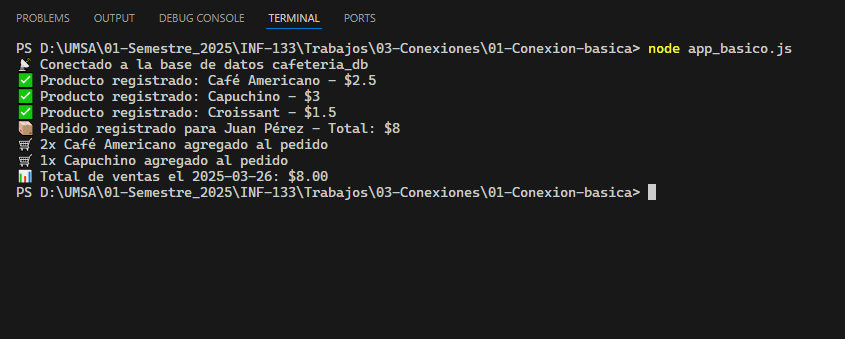 PROBLEMS OUTPUT DEBUG CONSOLE TERMINAL PORTS
PS D:\UMSA\01-Semestre_2025\INF-133\Trabajos\03-Conexiones\01-Conexion-basica> node app_basico.js
📡 Conectado a la base de datos cafeteria_db
✅ Producto registrado: Café Americano - $2.5
✅ Producto registrado: Capuchino - $3
✅ Producto registrado: Croissant - $1.5
📦 Pedido registrado para Juan Pérez - Total: $8
🛒 2x Café Americano agregado al pedido
🛒 1x Capuchino agregado al pedido
📊 Total de ventas el 2025-03-26: $8.00
PS D:\UMSA\01-Semestre_2025\INF-133\Trabajos\03-Conexiones\01-Conexion-basica>